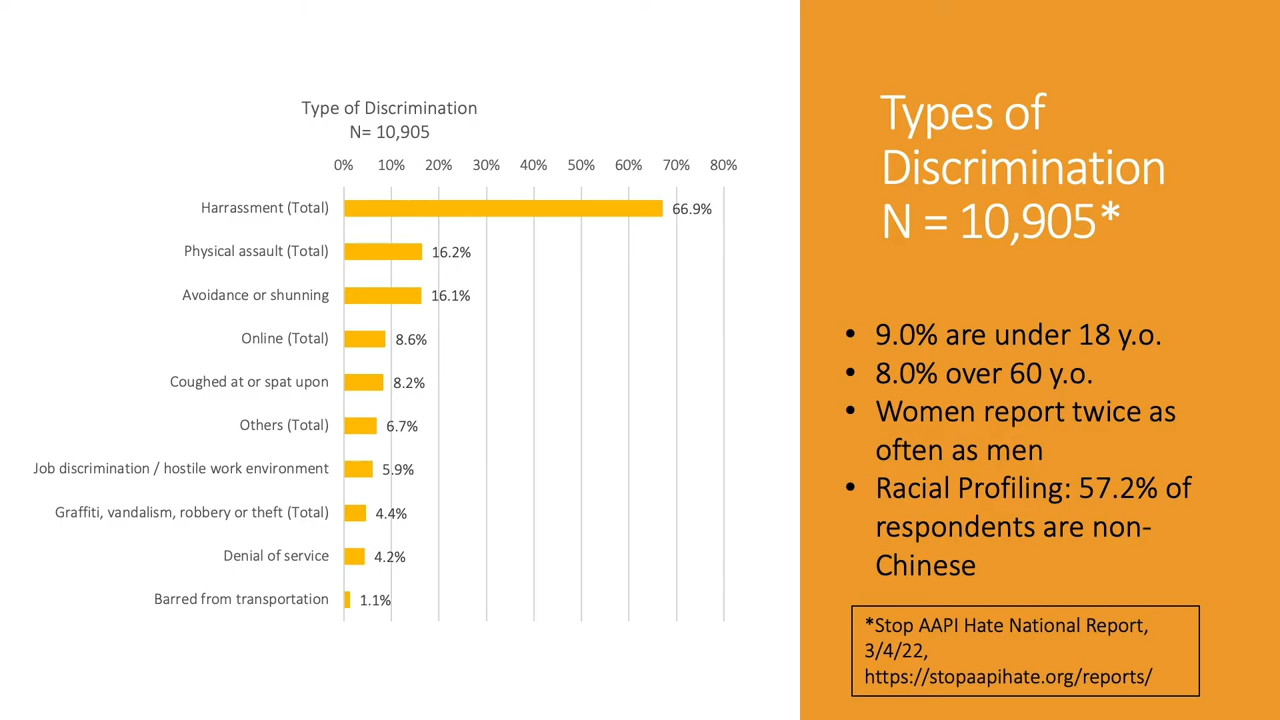 Type of Discrimination
N= 10,905
0% 10% 20% 30% 40% 50% 60% 70% 80%
Harrassment (Total) 66.9%
Physical assault (Total) 16.2%
Avoidance or shunning 16.1%
Online (Total) 8.6%
Coughed at or spat upon 8.2%
Others (Total) 6.7%
Job discrimination / hostile work environment 5.9%
Graffiti, vandalism, robbery or theft (Total) 4.4%
Denial of service 4.2%
Barred from transportation 1.1%
Types of
Discrimination
N = 10,905*
• 9.0% are under 18 y.o.
• 8.0% over 60 y.o.
• Women report twice as
often as men
• Racial Profiling: 57.2% of
respondents are non-
Chinese
*Stop AAPI Hate National Report,
3/4/22,
https://stopaapihate.org/reports/